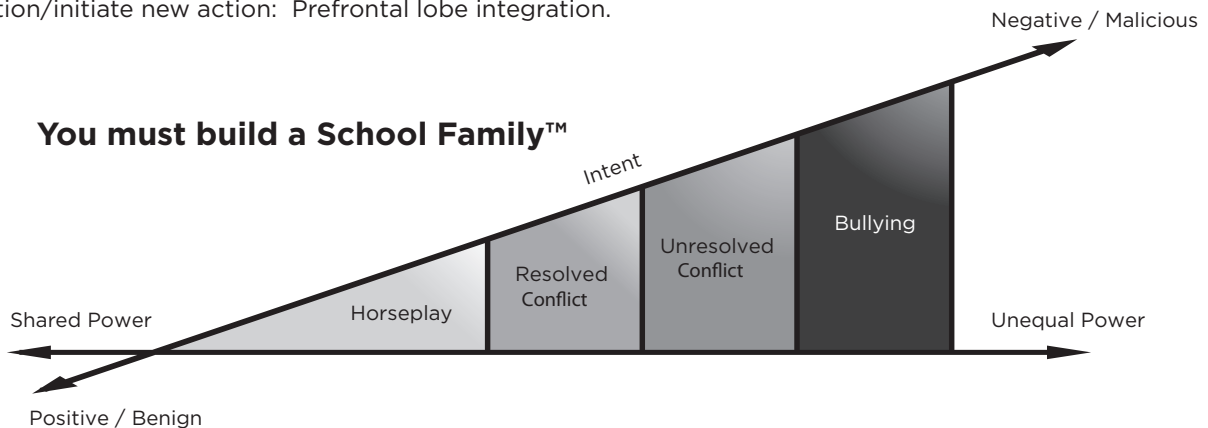 tion/initiate new action:  Prefrontal lobe integration.
Negative / Malicious
You must build a School Family™
Intent
Bullying
Unresolved
Conflict
Resolved
Conflict
Horseplay
Shared Power
Unequal Power
Positive / Benign